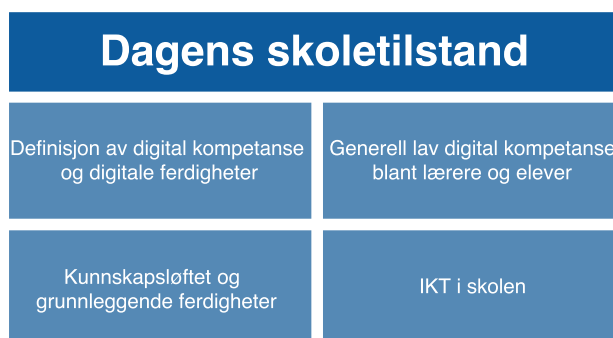 Dagens skoletilstand
Definisjon av digital kompetanse
og digitale ferdigheter
Generell lav digital kompetanse
blant lærere og elever
Kunnskapsløftet og
grunnleggende ferdigheter
IKT i skolen